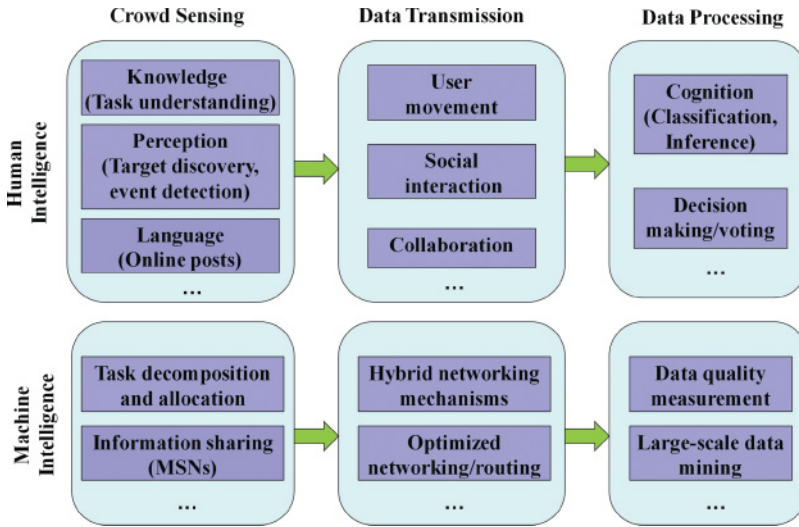 Crowd Sensing
Data Transmission
Data Processing
Human
Intelligence
Knowledge
(Task understanding)
Perception
(Target discovery,
event detection)
Language
(Online posts)
...
User
movement
Social
interaction
Collaboration
...
Cognition
(Classification,
Inference)
Decision
making/voting
...
Machine
Intelligence
Task decomposition
and allocation
Information sharing
(MSNs)
...
Hybrid networking
mechanisms
Optimized
networking/routing
...
Data quality
measurement
Large-scale data
mining
...